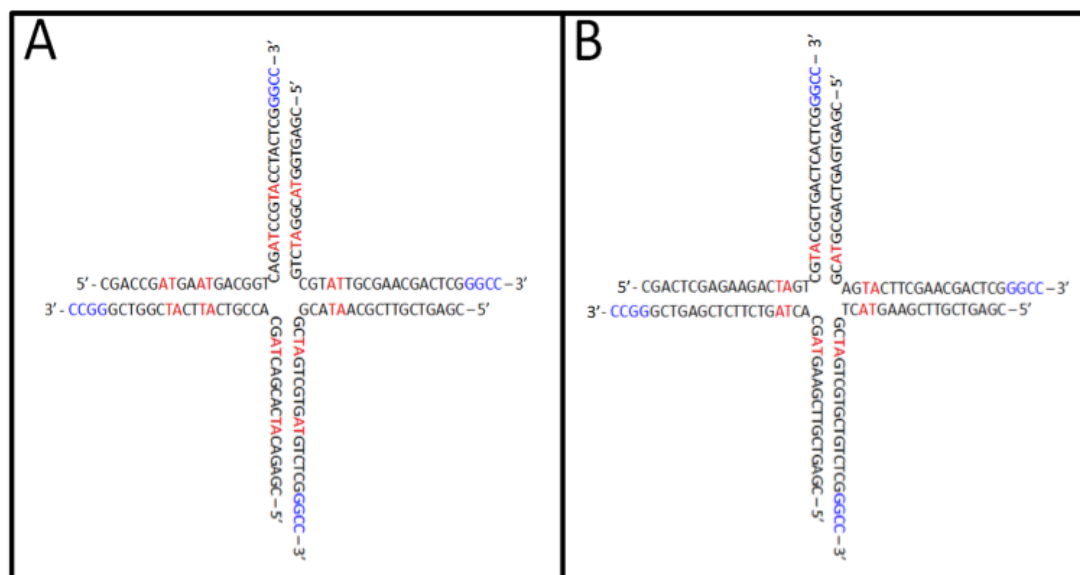 A
CAGATCCGTACCTACTCGGGCC – 3'
GTCTAGGCATGGTGAGC – 5'
5'- CGACCGATGAATGACGGT
CGTATTGCGAACGACTCGGGCC – 3'
3'- CCGGGCTGGCTACTTACTGCCA
GCATAACGCTTGCTGAGC – 5'
CGATCAGCACTACAGAGC – 5'
GCTAGTCGTGATGTCTCGGGCC – 3'
B
CGTACGCTGACTCACTCGGGCC – 3'
GCATGCGACTGAGTGAGC – 5'
5'- CGACTCGAGAAGACTAGT
AGTACTTCGAACGACTCGGGCC – 3'
3'- CCGGGCTGAGCTCTTCTGATCA
TCATGAAGCTTGCTGAGC – 5'
CGATGAAGCTTGCTGAGC – 5'
GCTAGTCGTGCTGTCTCGGGCC – 3'